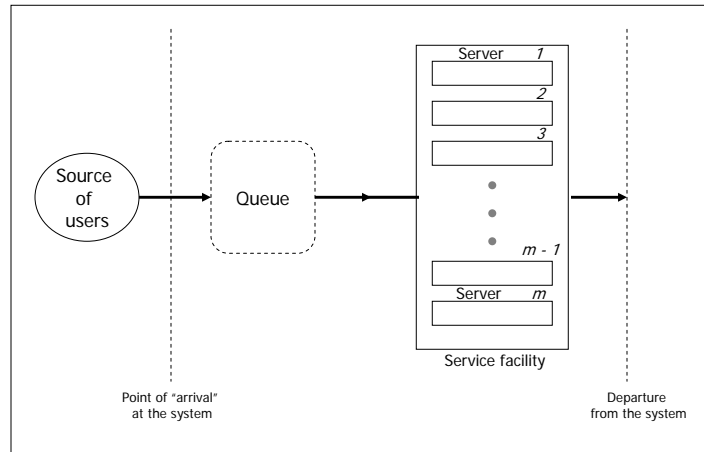 Source
of
users
Queue
Server 1
2
3
m - 1
Server m
Service facility
Point of "arrival"
at the system
Departure
from the system